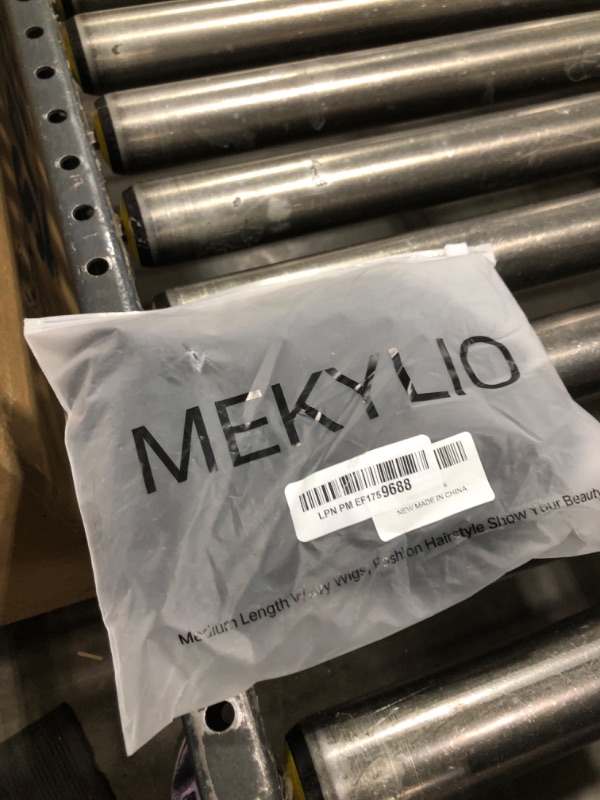 MEKYLIO
LPN PM EF1759688
NEW MADE IN CHINA
Medium Length Wavy Wigs, Fashion Hairstyle Show Your Beauty